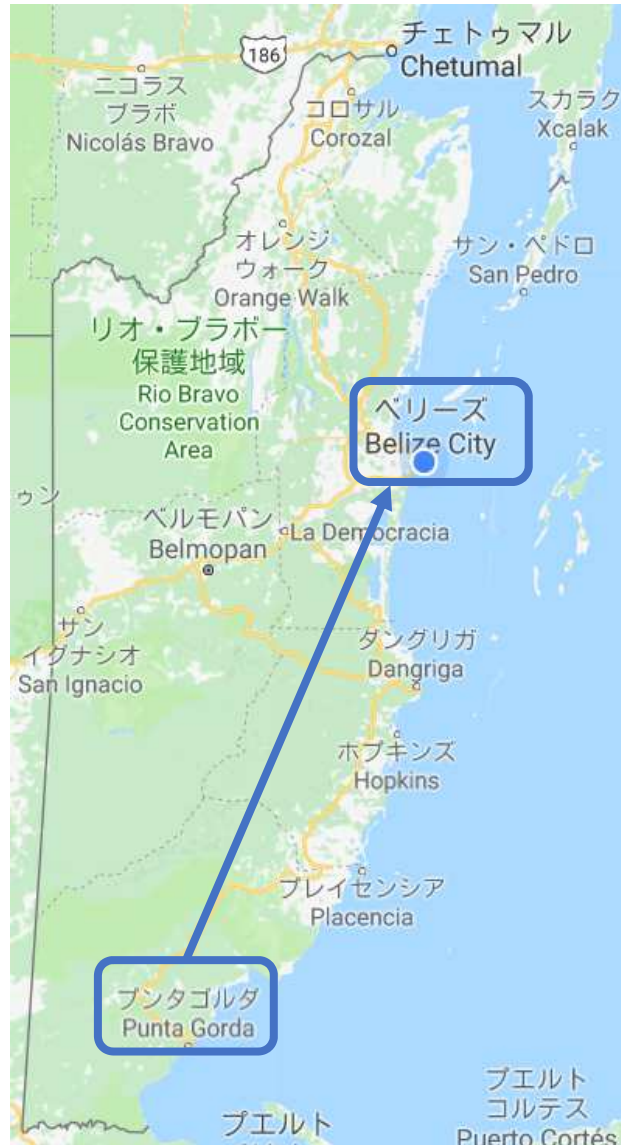 チェトゥマル
Chetumal
186
ニコラス
ブラボ
Nicolás Bravo
コロサル
Corozal
スカラク
Xcalak
オレンジ
ウォーク
Orange Walk
サン・ペドロ
San Pedro
リオ・ブラボー
保護地域
Rio Bravo
Conservation
Area
ベリーズ
Belize City
ゥン
ベルモパン
Belmopan
La Democracia
サン
イグナシオ
San Ignacio
ダングリガ
Dangriga
ホプキンズ
Hopkins
プレイセンシア
Placencia
プンタゴルダ
Punta Gorda
プエルト
コルテス
Puerto Cortés
プエルト